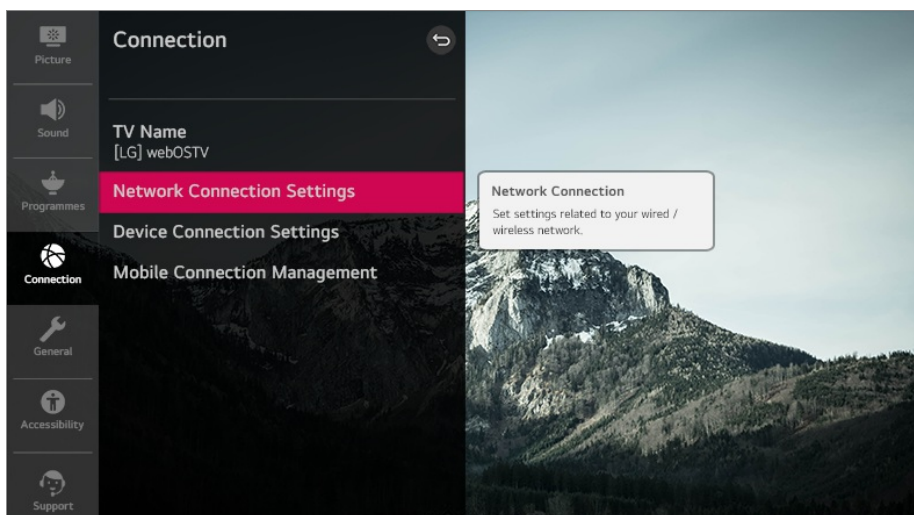 Picture
Sound
Programmes
Connection
General
Accessibility
Support
Connection
TV Name
[LG] webOSTV
Network Connection Settings
Device Connection Settings
Mobile Connection Management
Network Connection
Set settings related to your wired /
wireless network.